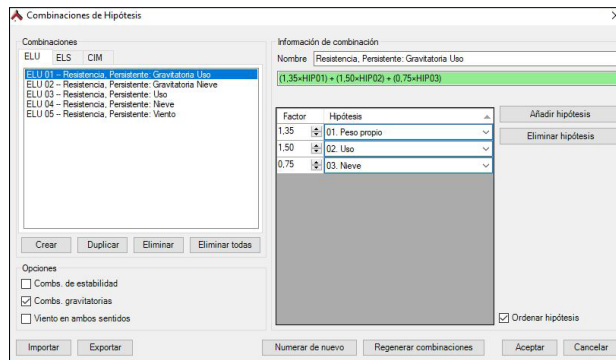 Combinaciones de Hipótesis
Combinaciones
ELU ELS CIM
ELU 01 -- Resistencia, Persistente: Gravitatoria Uso
ELU 02 -- Resistencia, Persistente: Gravitatoria Nieve
ELU 03 -- Resistencia, Persistente: Uso
ELU 04 -- Resistencia, Persistente: Nieve
ELU 05 -- Resistencia, Persistente: Viento
Crear Duplicar Eliminar Eliminar todas
Opciones
Combs. de estabilidad
Combs. gravitatorias
Viento en ambos sentidos
Información de combinación
Nombre Resistencia, Persistente: Gravitatoria Uso
(1,35×HIP01) + (1,50×HIP02) + (0,75×HIP03)
Factor Hipótesis
1,35 01. Peso propio
1,50 02. Uso
0,75 03. Nieve
Añadir hipótesis
Eliminar hipótesis
Ordenar hipótesis
Importar Exportar Numerar de nuevo Regenerar combinaciones Aceptar Cancelar